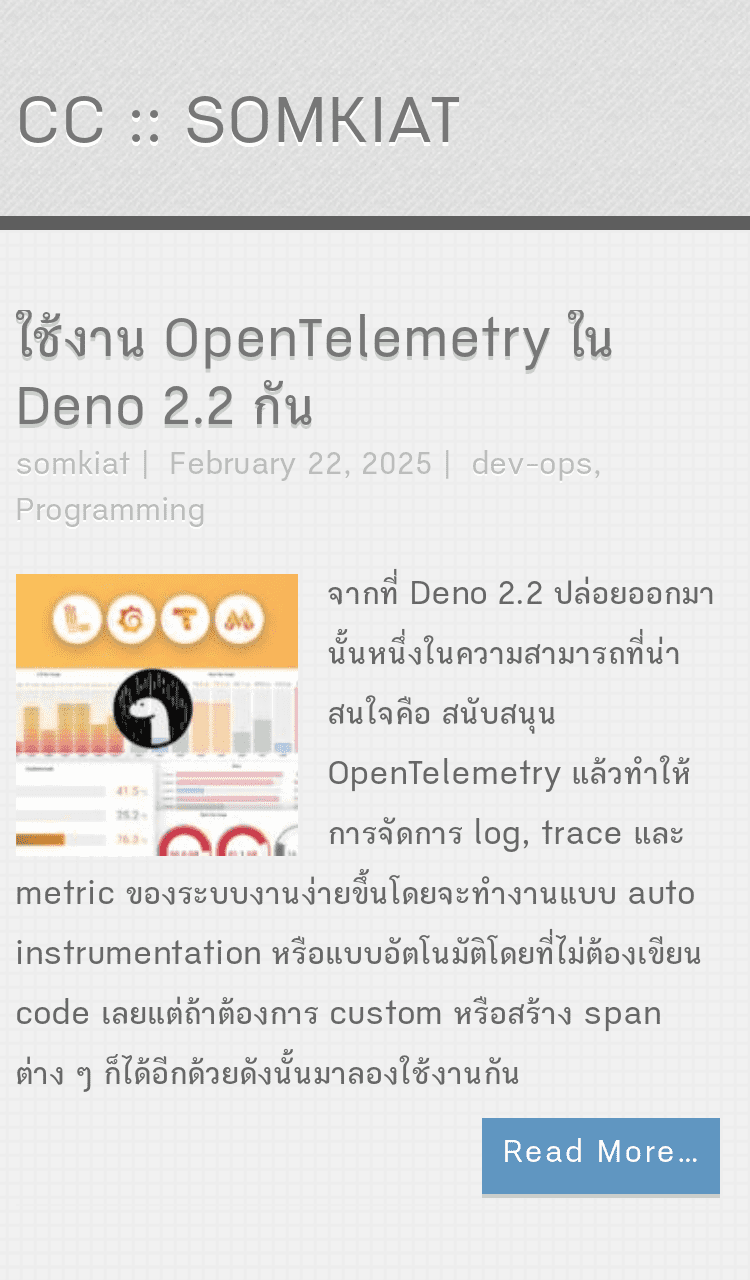 CC :: SOMKIAT
ใช้งาน OpenTelemetry ใน
Deno 2.2 กัน
somkiat | February 22, 2025 | dev-ops,
Programming
L G T M
จากที่ Deno 2.2 ปล่อยออกมา
นั้นหนึ่งในความสามารถที่น่า
สนใจคือ สนับสนุน
OpenTelemetry แล้วทำให้
การจัดการ log, trace และ
41.5
25.2
76.3
metric ของระบบงานง่ายขึ้นโดยจะทำงานแบบ auto
instrumentation หรือแบบอัตโนมัติโดยที่ไม่ต้องเขียน
code เลยแต่ถ้าต้องการ custom หรือสร้าง span
ต่าง ๆ ก็ได้อีกด้วยดังนั้นมาลองใช้งานกัน
Read More…